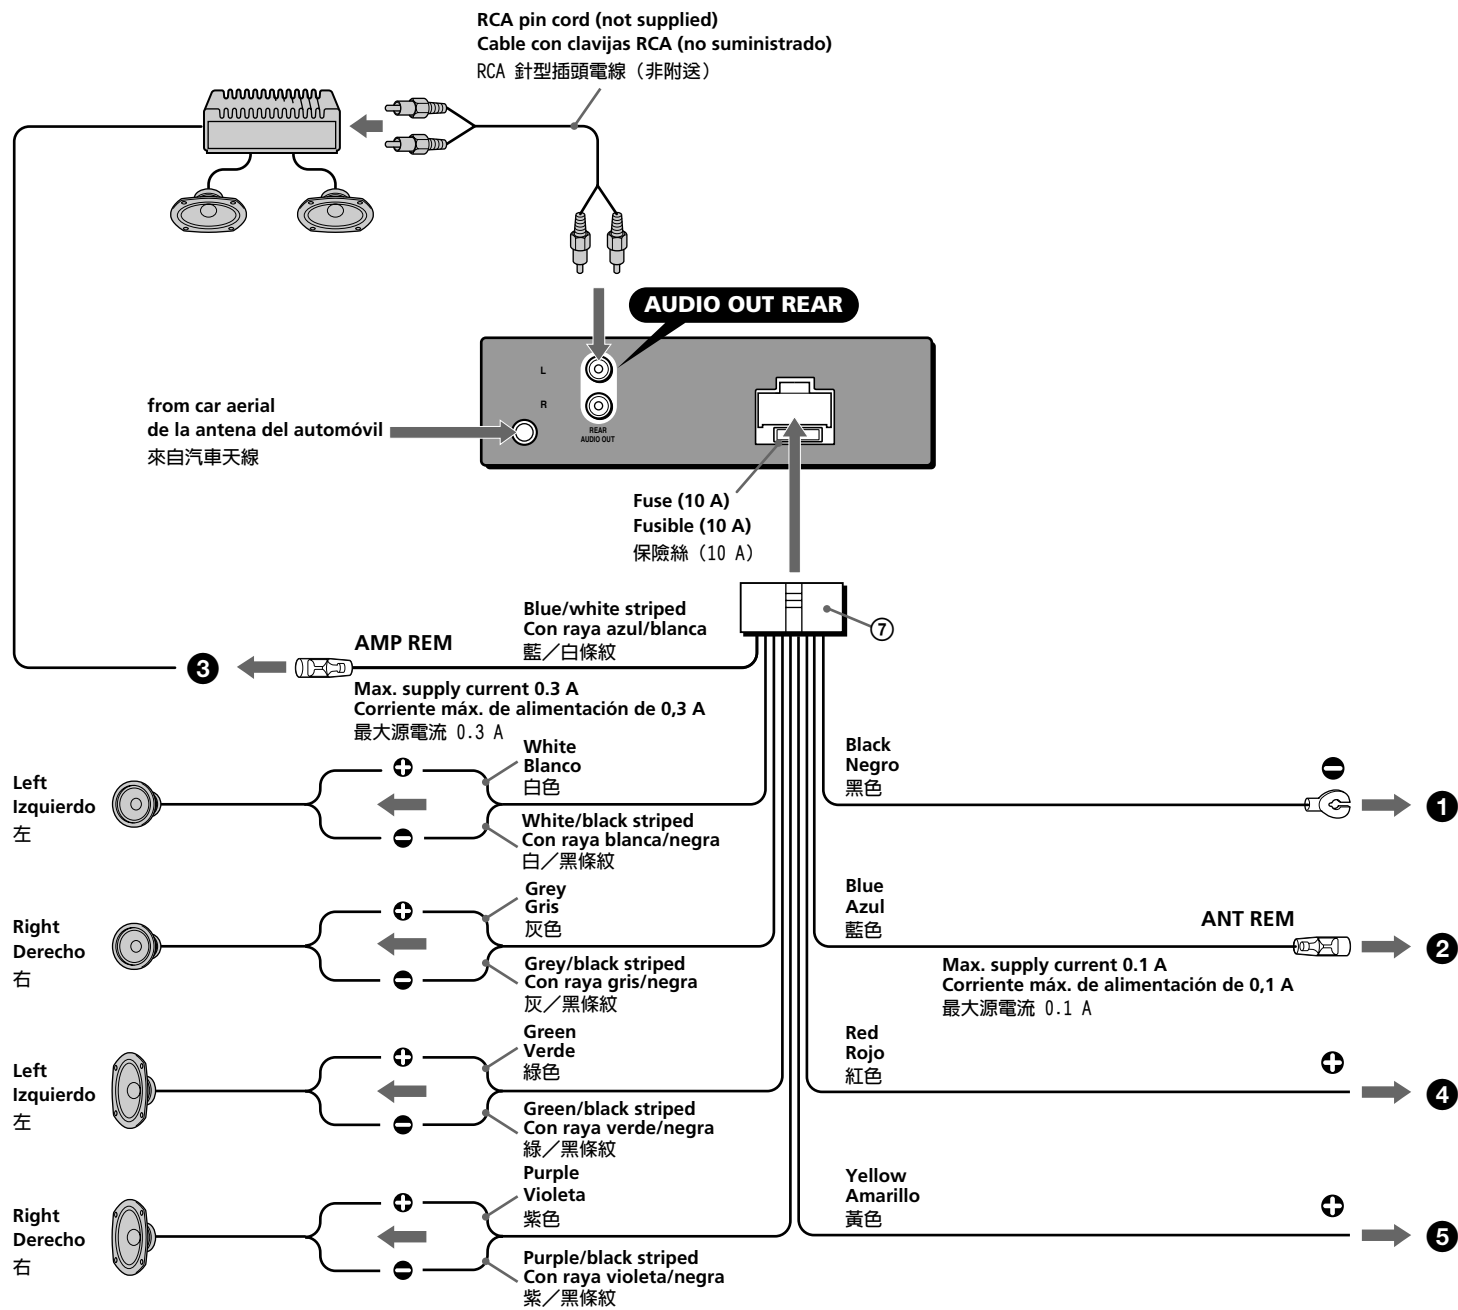 RCA pin cord (not supplied)
Cable con clavijas RCA (no suministrado)
RCA 針型插頭電線（非附送）
AUDIO OUT REAR
L
R
REAR
AUDIO OUT
from car aerial
de la antena del automóvil
來自汽車天線
Fuse (10 A)
Fusible (10 A)
保險絲（10 A）
Blue/white striped
Con raya azul/blanca
藍／白條紋
⑦
AMP REM
❸
Max. supply current 0.3 A
Corriente máx. de alimentación de 0,3 A
最大源電流 0.3 A
Left
Izquierdo
左
White
Blanco
白色
White/black striped
Con raya blanca/negra
白／黑條紋
Black
Negro
黑色
❶
Right
Derecho
右
Grey
Gris
灰色
Grey/black striped
Con raya gris/negra
灰／黑條紋
Blue
Azul
藍色
ANT REM
❷
Max. supply current 0.1 A
Corriente máx. de alimentación de 0,1 A
最大源電流 0.1 A
Left
Izquierdo
左
Green
Verde
綠色
Green/black striped
Con raya verde/negra
綠／黑條紋
Red
Rojo
紅色
❹
Right
Derecho
右
Purple
Violeta
紫色
Purple/black striped
Con raya violeta/negra
紫／黑條紋
Yellow
Amarillo
黃色
❺